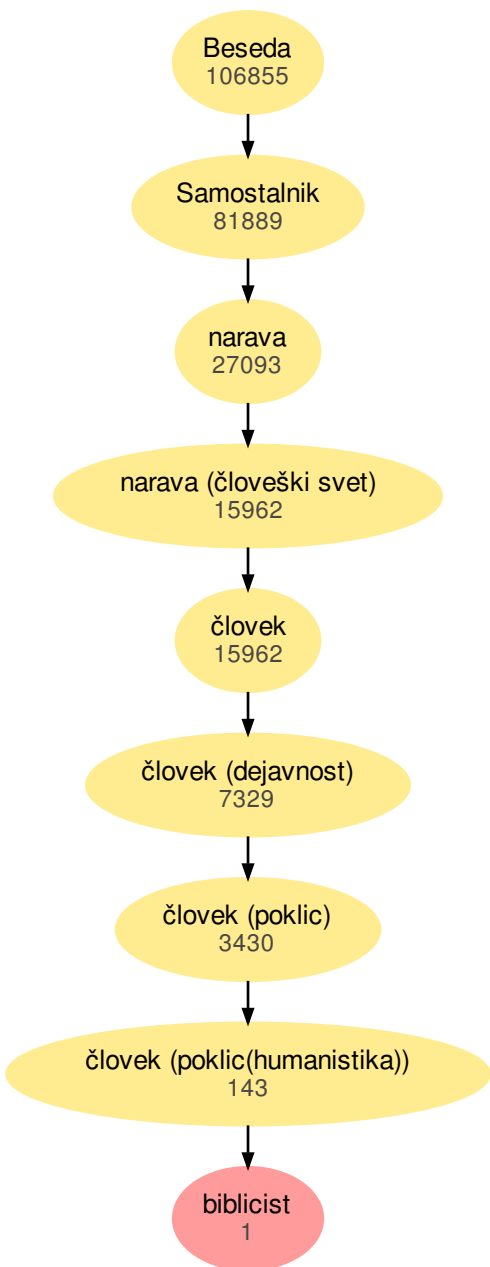 Beseda
106855
Samostalnik
81889
narava
27093
narava (človeški svet)
15962
človek
15962
človek (dejavnost)
7329
človek (poklic)
3430
človek (poklic(humanistika))
143
biblicist
1